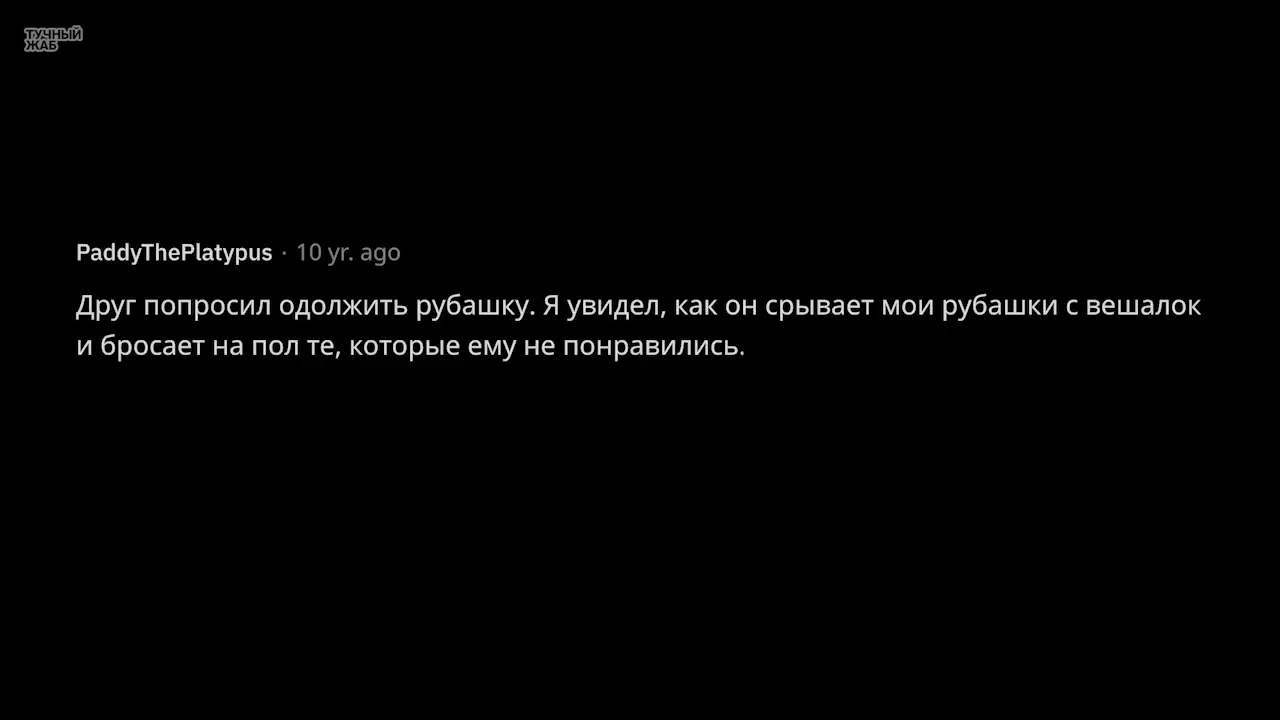 ТУЧНЫЙ
ЖАБ
PaddyThePlatypus · 10 yr. ago
Друг попросил одолжить рубашку. Я увидел, как он срывает мои рубашки с вешалок
и бросает на пол те, которые ему не понравились.